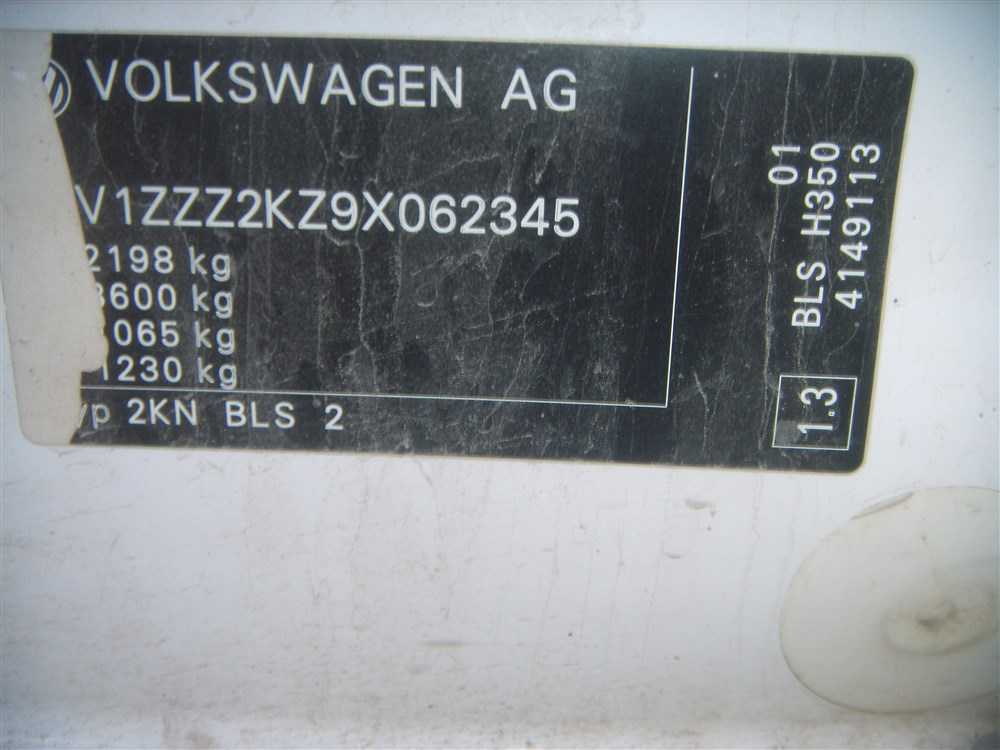 VOLKSWAGEN AG
V1ZZZ2KZ9X062345
2198 kg
3600 kg
065 kg
1230 kg
yp 2KN BLS 2
01
BLS H350
4149113
1.3